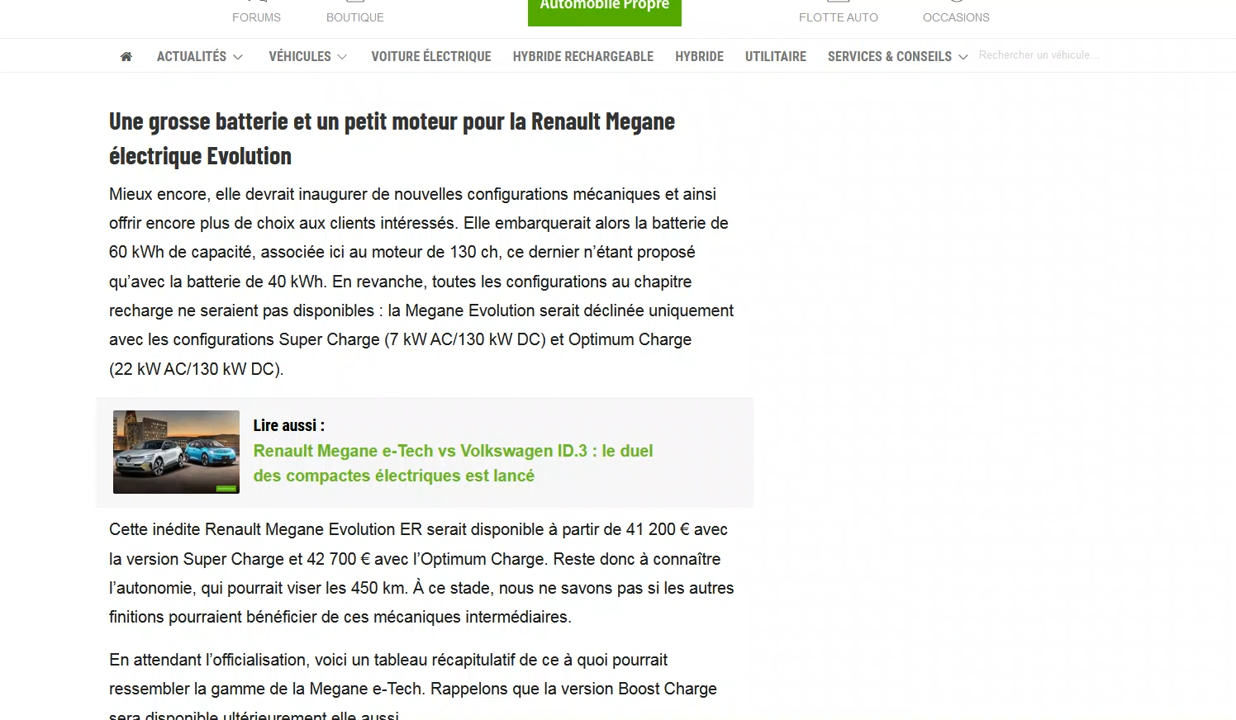 Automobile Propre
FORUMS
BOUTIQUE
FLOTTE AUTO
OCCASIONS
ACTUALITÉS
VÉHICULES
VOITURE ÉLECTRIQUE
HYBRIDE RECHARGEABLE
HYBRIDE
UTILITAIRE
SERVICES & CONSEILS
Rechercher un véhicule...
Une grosse batterie et un petit moteur pour la Renault Megane
électrique Evolution
Mieux encore, elle devrait inaugurer de nouvelles configurations mécaniques et ainsi
offrir encore plus de choix aux clients intéressés. Elle embarquerait alors la batterie de
60 kWh de capacité, associée ici au moteur de 130 ch, ce dernier n’étant proposé
qu’avec la batterie de 40 kWh. En revanche, toutes les configurations au chapitre
recharge ne seraient pas disponibles : la Megane Evolution serait déclinée uniquement
avec les configurations Super Charge (7 kW AC/130 kW DC) et Optimum Charge
(22 kW AC/130 kW DC).
Lire aussi :
Renault Megane e-Tech vs Volkswagen ID.3 : le duel
des compactes électriques est lancé
Cette inédite Renault Megane Evolution ER serait disponible à partir de 41 200 € avec
la version Super Charge et 42 700 € avec l’Optimum Charge. Reste donc à connaître
l’autonomie, qui pourrait viser les 450 km. À ce stade, nous ne savons pas si les autres
finitions pourraient bénéficier de ces mécaniques intermédiaires.
En attendant l’officialisation, voici un tableau récapitulatif de ce à quoi pourrait
ressembler la gamme de la Megane e-Tech. Rappelons que la version Boost Charge
sera disponible ultérieurement elle aussi.